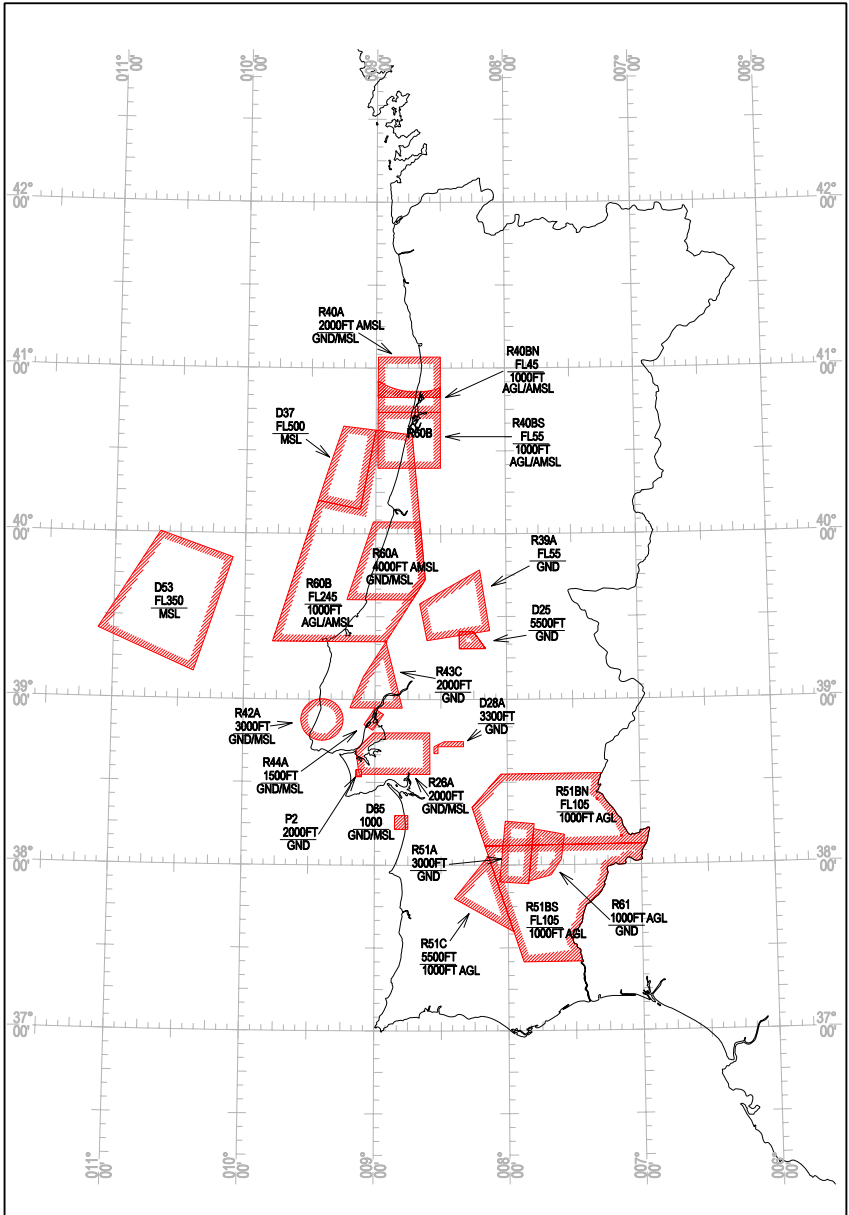 011°
00'
010°
00'
009°
00'
008°
00'
007°
00'
006°
00'
42°
00'
42°
00'
R40A
2000FT AMSL
GND/MSL
41°
00'
41°
00'
R40BN
FL45
1000FT
AGL/AMSL
D37
FL500
MSL
R40BS
FL55
1000FT
AGL/AMSL
R60B
40°
00'
40°
00'
R39A
FL55
GND
R60A
4000FT AMSL
GND/MSL
D53
FL350
MSL
R60B
FL245
1000FT
AGL/AMSL
D25
5500FT
GND
39°
00'
39°
00'
R43C
2000FT
GND
R42A
3000FT
GND/MSL
D28A
3300FT
GND
R44A
1500FT
GND/MSL
R26A
2000FT
GND/MSL
P2
2000FT
GND
D65
1000
GND/MSL
R51BN
FL105
1000FT AGL
R51A
3000FT
GND
38°
00'
38°
00'
R51BS
FL105
1000FT AGL
R61
1000FT AGL
GND
R51C
5500FT
1000FT AGL
37°
00'
37°
00'
011°
00'
010°
00'
009°
00'
008°
00'
007°
00'
006°
00'